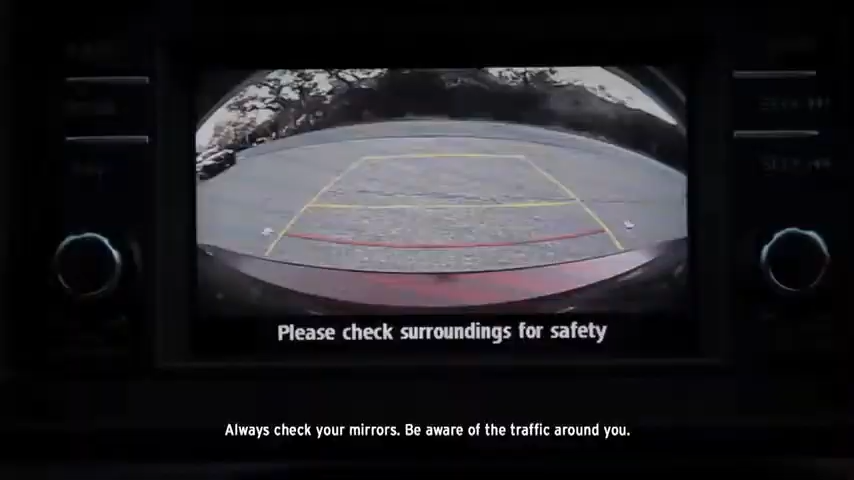 Please check surroundings for safety
Always check your mirrors. Be aware of the traffic around you.